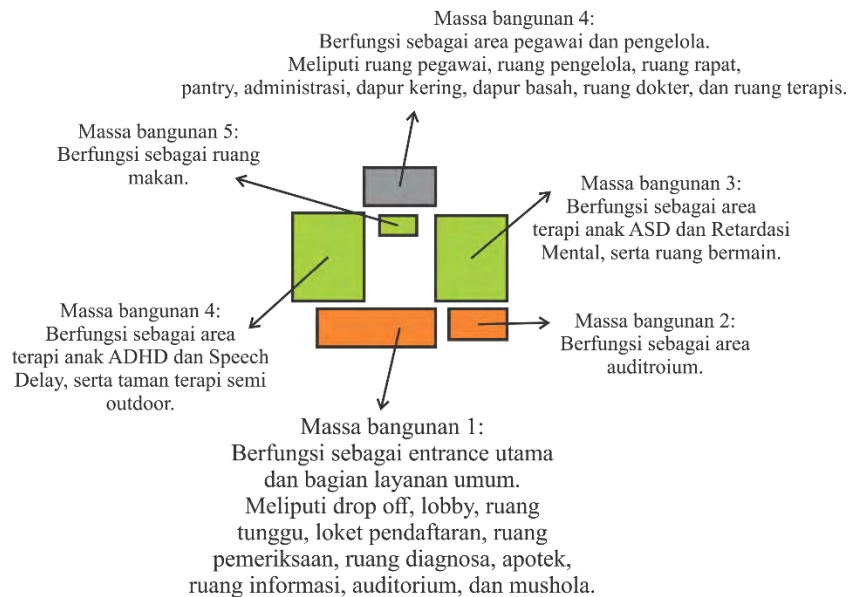 Massa bangunan 4:
Berfungsi sebagai area pegawai dan pengelola.
Meliputi ruang pegawai, ruang pengelola, ruang rapat,
pantry, administrasi, dapur kering, dapur basah, ruang dokter, dan ruang terapis.
Massa bangunan 5:
Berfungsi sebagai ruang
makan.
Massa bangunan 3:
Berfungsi sebagai area
terapi anak ASD dan Retardasi
Mental, serta ruang bermain.
Massa bangunan 4:
Berfungsi sebagai area
terapi anak ADHD dan Speech
Delay, serta taman terapi semi
outdoor.
Massa bangunan 2:
Berfungsi sebagai area
auditroium.
Massa bangunan 1:
Berfungsi sebagai entrance utama
dan bagian layanan umum.
Meliputi drop off, lobby, ruang
tunggu, loket pendaftaran, ruang
pemeriksaan, ruang diagnosa, apotek,
ruang informasi, auditorium, dan mushola.